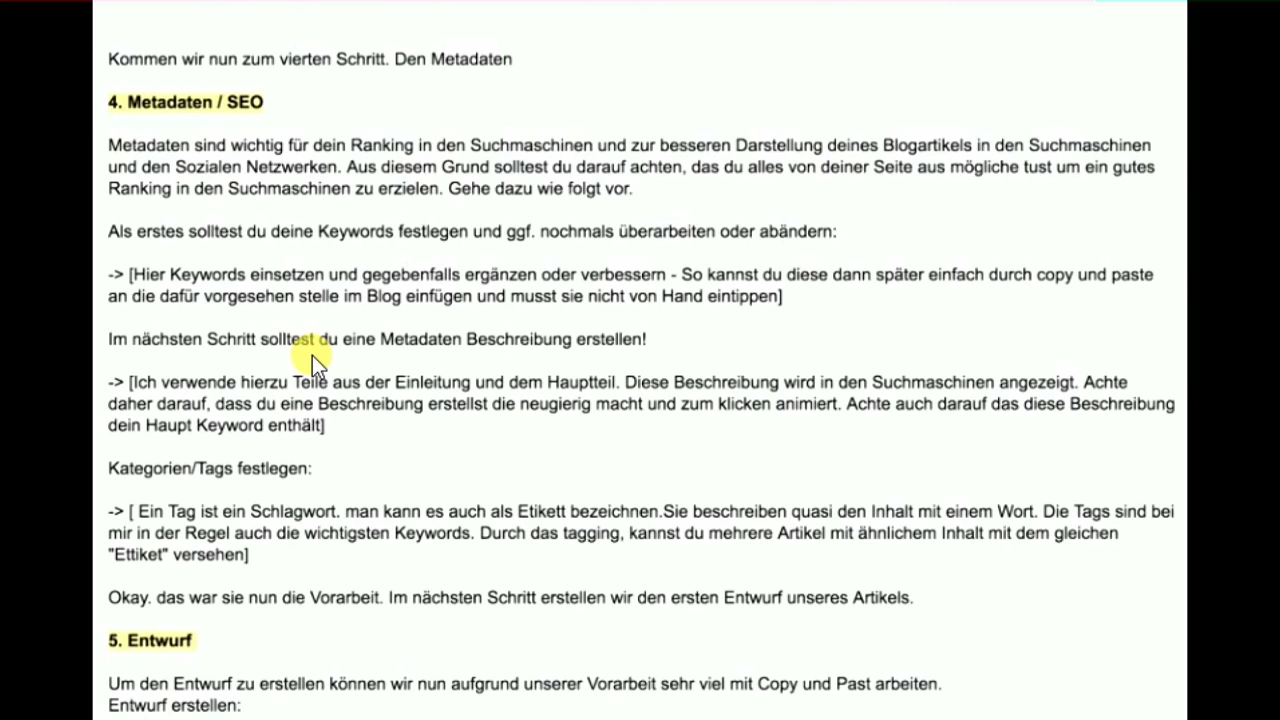 Kommen wir nun zum vierten Schritt. Den Metadaten
4. Metadaten / SEO
Metadaten sind wichtig für dein Ranking in den Suchmaschinen und zur besseren Darstellung deines Blogartikels in den Suchmaschinen
und den Sozialen Netzwerken. Aus diesem Grund solltest du darauf achten, das du alles von deiner Seite aus mögliche tust um ein gutes
Ranking in den Suchmaschinen zu erzielen. Gehe dazu wie folgt vor.
Als erstes solltest du deine Keywords festlegen und ggf. nochmals überarbeiten oder abändern:
-> [Hier Keywords einsetzen und gegebenfalls ergänzen oder verbessern - So kannst du diese dann später einfach durch copy und paste
an die dafür vorgesehen stelle im Blog einfügen und musst sie nicht von Hand eintippen]
Im nächsten Schritt solltest du eine Metadaten Beschreibung erstellen!
-> [Ich verwende hierzu Teile aus der Einleitung und dem Hauptteil. Diese Beschreibung wird in den Suchmaschinen angezeigt. Achte
daher darauf, dass du eine Beschreibung erstellst die neugierig macht und zum klicken animiert. Achte auch darauf das diese Beschreibung
dein Haupt Keyword enthält]
Kategorien/Tags festlegen:
-> [ Ein Tag ist ein Schlagwort. man kann es auch als Etikett bezeichnen.Sie beschreiben quasi den Inhalt mit einem Wort. Die Tags sind bei
mir in der Regel auch die wichtigsten Keywords. Durch das tagging, kannst du mehrere Artikel mit ähnlichem Inhalt mit dem gleichen
"Ettiket" versehen]
Okay. das war sie nun die Vorarbeit. Im nächsten Schritt erstellen wir den ersten Entwurf unseres Artikels.
5. Entwurf
Um den Entwurf zu erstellen können wir nun aufgrund unserer Vorarbeit sehr viel mit Copy und Past arbeiten.
Entwurf erstellen: